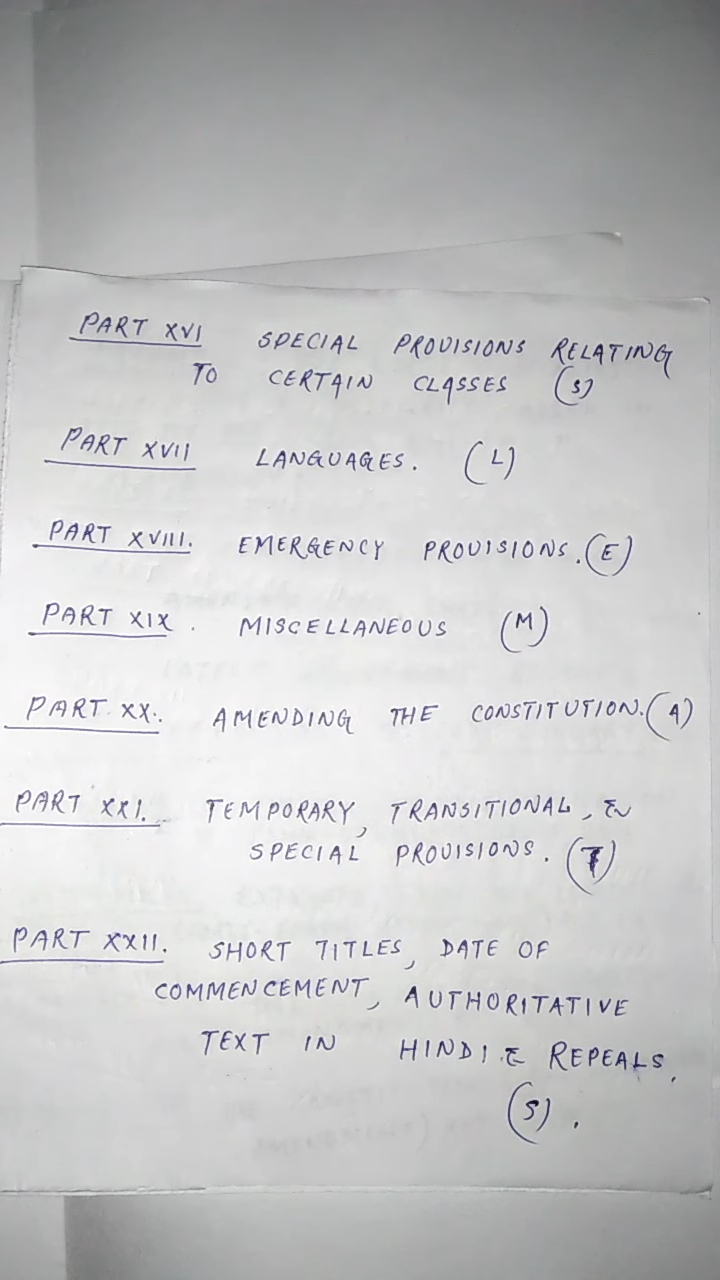 PART XVI SPECIAL PROVISIONS RELATING
TO CERTAIN CLASSES (S)
PART XVII LANGUAGES. (L)
PART XVIII. EMERGENCY PROVISIONS. (E)
PART XIX. MISCELLANEOUS (M)
PART XX. AMENDING THE CONSTITUTION. (A)
PART XXI. TEMPORARY, TRANSITIONAL, &
SPECIAL PROVISIONS. (T)
PART XXII. SHORT TITLES, DATE OF
COMMENCEMENT, AUTHORITATIVE
TEXT IN HINDI & REPEALS.
(S).